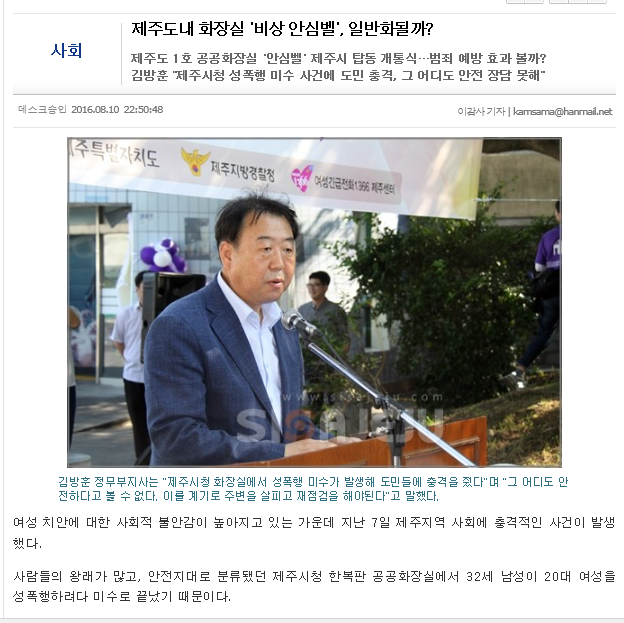 제주도내 화장실 '비상 안심벨', 일반화될까?
사회
제주도 1호 공공화장실 '안심벨' 제주시 탑동 개통식…범죄 예방 효과 볼까?
김방훈 "제주시청 성폭행 미수 사건에 도민 충격, 그 어디도 안전 장담 못해"
데스크승인 2016.08.10 22:50:48
이감사 기자 | kamsama@hanmail.net
제주특별자치도
제주지방경찰청
여성긴급전화1366 제주센터
www.sisajeju.com
SISAJEJU
김방훈 정무부지사는 "제주시청 화장실에서 성폭행 미수가 발생해 도민들에 충격을 줬다"며 "그 어디도 안
전하다고 볼 수 없다. 이를 계기로 주변을 살피고 재점검을 해야된다"고 말했다.
여성 치안에 대한 사회적 불안감이 높아지고 있는 가운데 지난 7일 제주지역 사회에 충격적인 사건이 발생
했다.
사람들의 왕래가 많고, 안전지대로 분류됐던 제주시청 한복판 공공화장실에서 32세 남성이 20대 여성을
성폭행하려다 미수로 끝났기 때문이다.